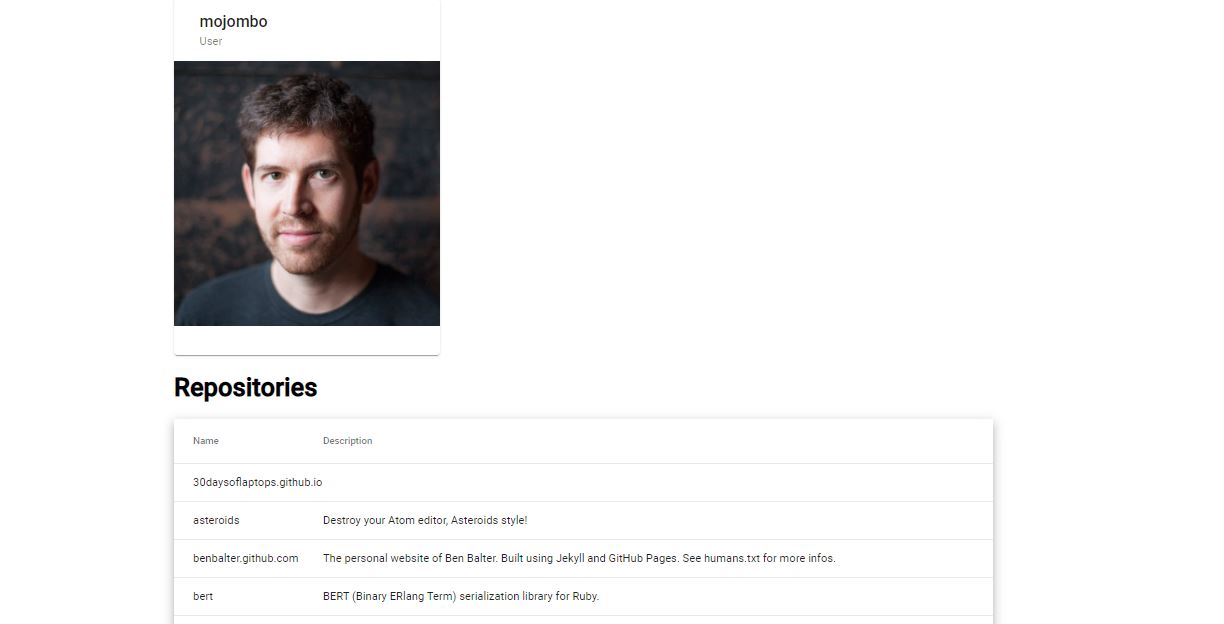 mojombo
User
Repositories
Name Description
30daysoflaptops.github.io
asteroids Destroy your Atom editor, Asteroids style!
benbalter.github.com The personal website of Ben Balter. Built using Jekyll and GitHub Pages. See humans.txt for more infos.
bert BERT (Binary ERlang Term) serialization library for Ruby.